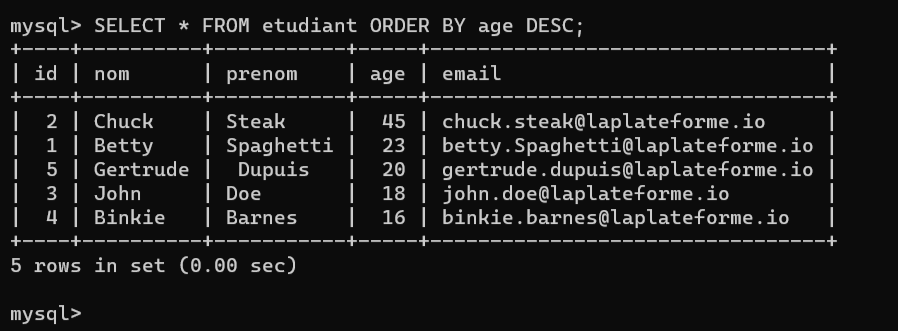 mysql> SELECT * FROM etudiant ORDER BY age DESC;
+----+----------+-----------+-----+---------------------------------+
| id | nom      | prenom    | age | email                           |
+----+----------+-----------+-----+---------------------------------+
|  2 | Chuck    | Steak     |  45 | chuck.steak@laplateforme.io     |
|  1 | Betty    | Spaghetti |  23 | betty.Spaghetti@laplateforme.io |
|  5 | Gertrude |  Dupuis   |  20 | gertrude.dupuis@laplateforme.io |
|  3 | John     | Doe       |  18 | john.doe@laplateforme.io        |
|  4 | Binkie   | Barnes    |  16 | binkie.barnes@laplateforme.io   |
+----+----------+-----------+-----+---------------------------------+
5 rows in set (0.00 sec)
mysql>